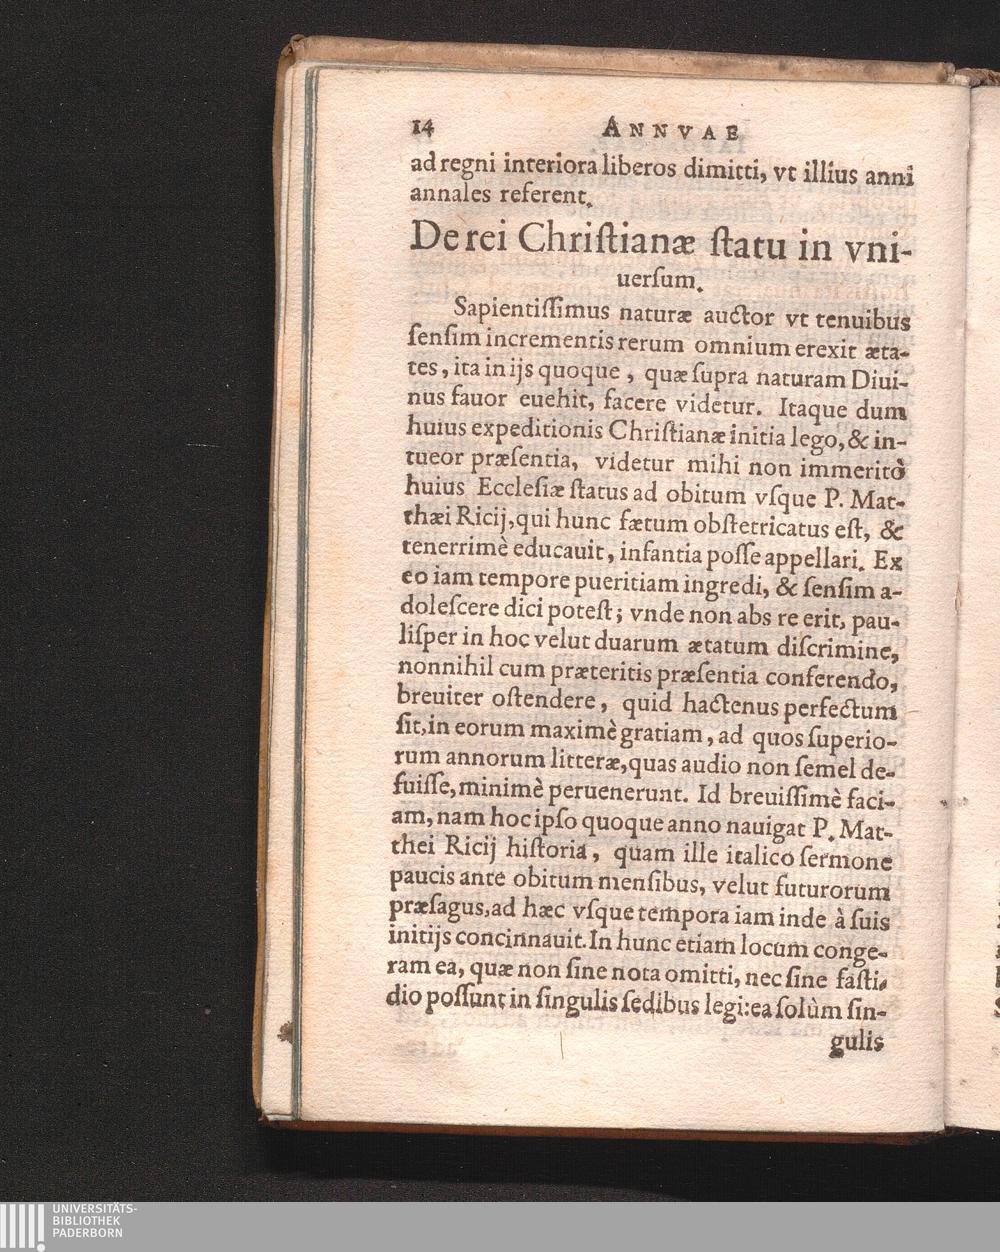 14 ANNVAE
ad regni interiora liberos dimitti, vt illius anni
annales referent.
De rei Chriſtianæ ſtatu in vni-
uerſum.
Sapientiſſimus naturæ auctor vt tenuibus
ſenſim incrementis rerum omnium erexit æta-
tes, ita in ijs quoque, quæ ſupra naturam Diui-
nus fauor euehit, facere videtur. Itaque dum
huius expeditionis Chriſtianæ initia lego, & in-
tueor præſentia, videtur mihi non immeritò
huius Eccleſiæ ſtatus ad obitum vſque P. Mat-
thæi Ricij, qui hunc fætum obſtetricatus eſt, &
tenerrimè educauit, infantia poſſe appellari. Ex
eo iam tempore pueritiam ingredi, & ſenſim a-
doleſcere dici poteſt; vnde non abs re erit, pau-
liſper in hoc velut duarum ætatum diſcrimine,
nonnihil cum præteritis præſentia conferendo,
breuiter oſtendere, quid hactenus perfectum
ſit, in eorum maximè gratiam, ad quos ſuperio-
rum annorum litteræ, quas audio non ſemel de-
fuiſſe, minimè peruenerunt. Id breuiſſimè faci-
am, nam hoc ipſo quoque anno nauigat P. Mat-
thei Ricij hiſtoria, quam ille italico ſermone
paucis ante obitum menſibus, velut futurorum
præſagus, ad hæc vſque tempora iam inde à ſuis
initijs concinnauit. In hunc etiam locum conge-
ram ea, quæ non ſine nota omitti, nec ſine faſti-
dio poſſunt in ſingulis ſedibus legi: ea ſolùm ſin-
gulis
UNIVERSITÄTS-
BIBLIOTHEK
PADERBORN